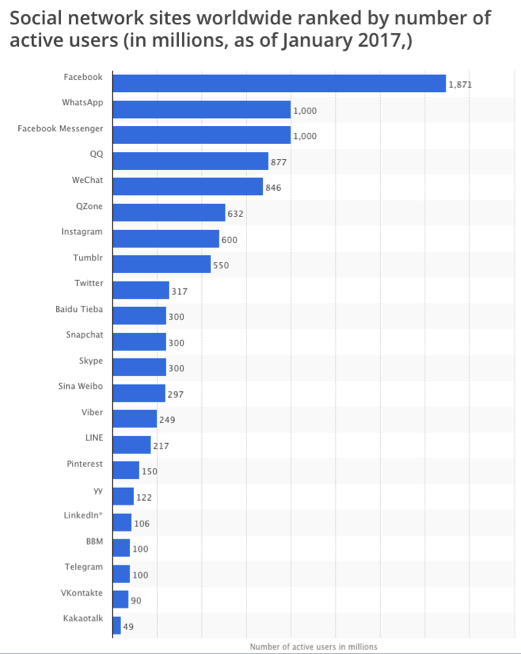 Social network sites worldwide ranked by number of
active users (in millions, as of January 2017,)
Facebook 1,871
WhatsApp 1,000
Facebook Messenger 1,000
QQ 877
WeChat 846
QZone 632
Instagram 600
Tumblr 550
Twitter 317
Baidu Tieba 300
Snapchat 300
Skype 300
Sina Weibo 297
Viber 249
LINE 217
Pinterest 150
yy 122
LinkedIn* 106
BBM 100
Telegram 100
VKontakte 90
Kakaotalk 49
Number of active users in millions